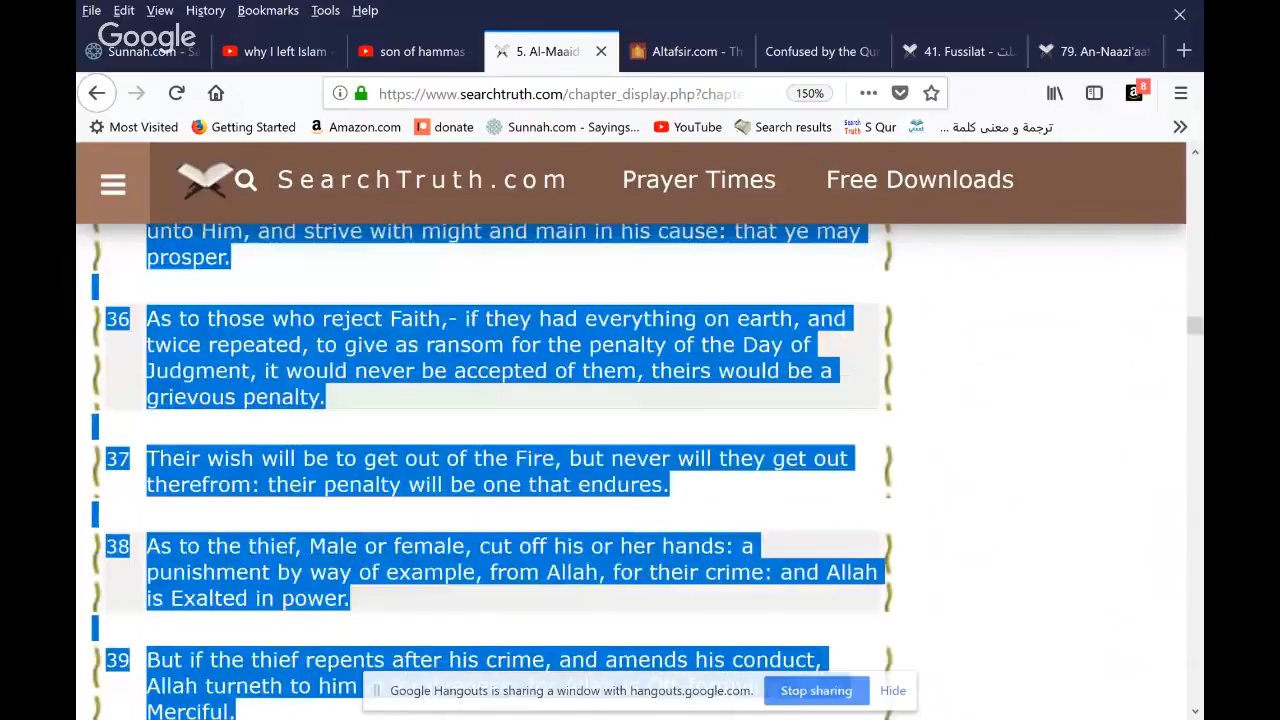 File Edit View History Bookmarks Tools Help
Google
Sunnah.com - S
why I left Islam -
son of hammas
5. Al-Maaid
Altafsir.com - Th
Confused by the Qu
41. Fussilat - فصلت
79. An-Naazi'aat
https://www.searchtruth.com/chapter_display.php?chapte
150%
8
Most Visited Getting Started Amazon.com donate Sunnah.com - Sayings... YouTube Search results Search Truth S Qur ترجمة و معنى كلمة ...
SearchTruth.com Prayer Times Free Downloads
unto Him, and strive with might and main in his cause: that ye may
prosper.
36 As to those who reject Faith,- if they had everything on earth, and
twice repeated, to give as ransom for the penalty of the Day of
Judgment, it would never be accepted of them, theirs would be a
grievous penalty.
37 Their wish will be to get out of the Fire, but never will they get out
therefrom: their penalty will be one that endures.
38 As to the thief, Male or female, cut off his or her hands: a
punishment by way of example, from Allah, for their crime: and Allah
is Exalted in power.
39 But if the thief repents after his crime, and amends his conduct,
Allah turneth to him
Merciful.
Google Hangouts is sharing a window with hangouts.google.com. Stop sharing Hide